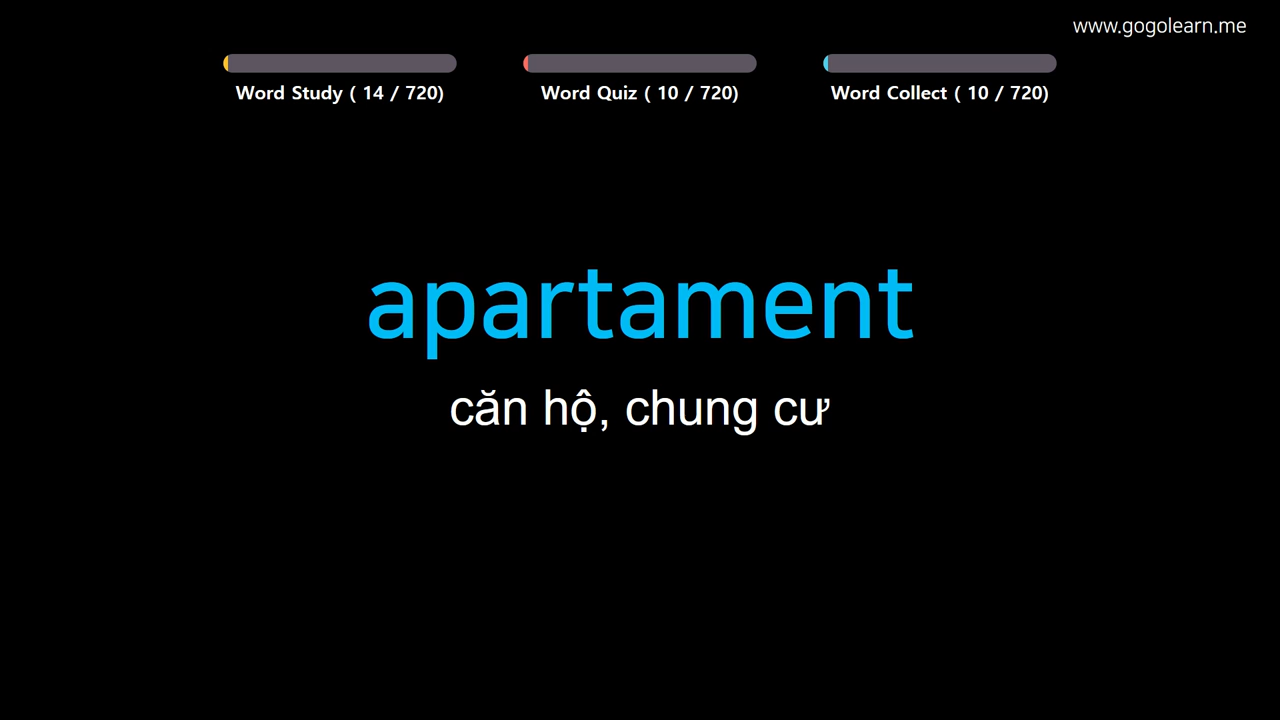 www.gogolearn.me
Word Study ( 14 / 720)
Word Quiz ( 10 / 720)
Word Collect ( 10 / 720)
apartament
căn hộ, chung cư